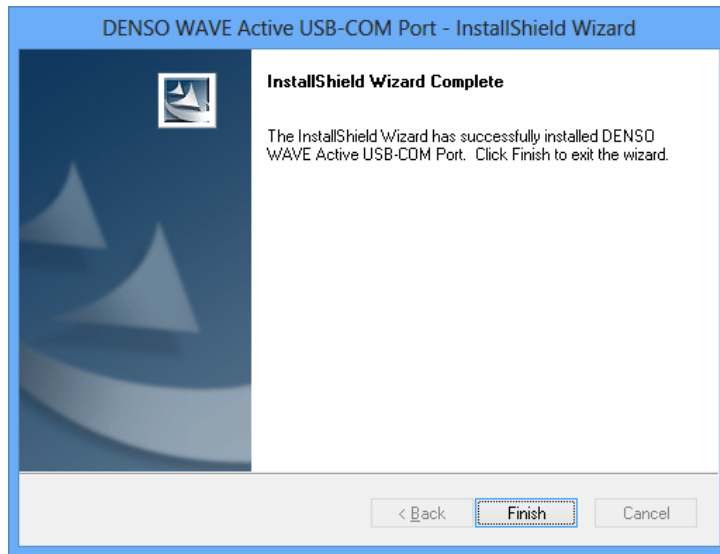 DENSO WAVE Active USB-COM Port - InstallShield Wizard
InstallShield Wizard Complete
The InstallShield Wizard has successfully installed DENSO
WAVE Active USB-COM Port. Click Finish to exit the wizard.
< Back
Finish
Cancel